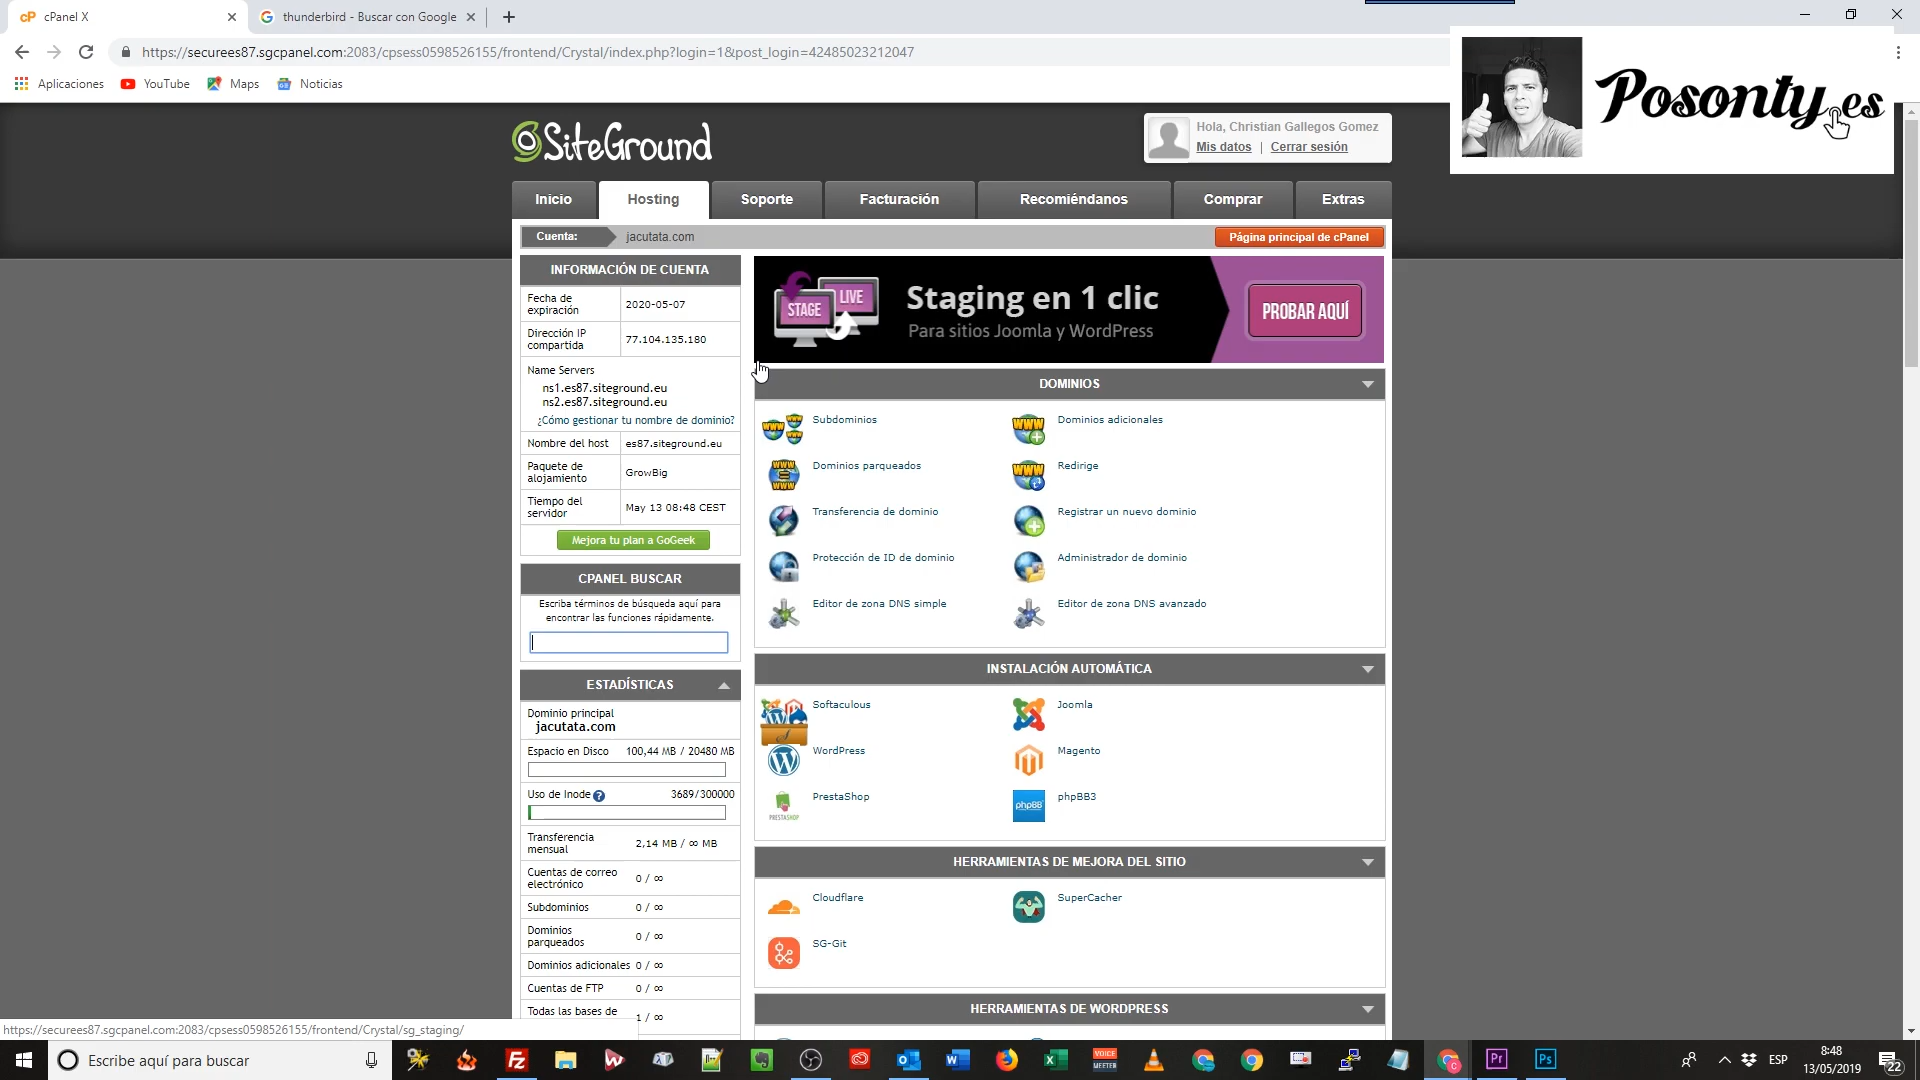 cPanel X
thunderbird - Buscar con Google
https://securees87.sgcpanel.com:2083/cpsess0598526155/frontend/Crystal/index.php?login=1&post_login=42485023212047
Aplicaciones
YouTube
Maps
Noticias
Posonty.es
SiteGround
Hola, Christian Gallegos Gomez
Mis datos | Cerrar sesión
Inicio
Hosting
Soporte
Facturación
Recomiéndanos
Comprar
Extras
Cuenta:
jacutata.com
Página principal de cPanel
INFORMACIÓN DE CUENTA
Fecha de expiración
2020-05-07
Dirección IP compartida
77.104.135.180
Name Servers
ns1.es87.siteground.eu
ns2.es87.siteground.eu
¿Cómo gestionar tu nombre de dominio?
Nombre del host
es87.siteground.eu
Paquete de alojamiento
GrowBig
Tiempo del servidor
May 13 08:48 CEST
Mejora tu plan a GoGeek
CPANEL BUSCAR
Escriba términos de búsqueda aquí para
encontrar las funciones rápidamente.
ESTADÍSTICAS
Dominio principal
jacutata.com
Espacio en Disco
100,44 MB / 20480 MB
Uso de Inode
3689/300000
Transferencia mensual
2,14 MB / ∞ MB
Cuentas de correo electrónico
0 / ∞
Subdominios
0 / ∞
Dominios parqueados
0 / ∞
Dominios adicionales
0 / ∞
Cuentas de FTP
0 / ∞
Todas las bases de
1 / ∞
STAGE
LIVE
Staging en 1 clic
Para sitios Joomla y WordPress
PROBAR AQUÍ
DOMINIOS
Subdominios
Dominios adicionales
Dominios parqueados
Redirige
Transferencia de dominio
Registrar un nuevo dominio
Protección de ID de dominio
Administrador de dominio
Editor de zona DNS simple
Editor de zona DNS avanzado
INSTALACIÓN AUTOMÁTICA
Softaculous
Joomla
WordPress
Magento
PrestaShop
phpBB3
HERRAMIENTAS DE MEJORA DEL SITIO
Cloudflare
SuperCacher
SG-Git
HERRAMIENTAS DE WORDPRESS
https://securees87.sgcpanel.com:2083/cpsess0598526155/frontend/Crystal/sg_staging/
Escribe aquí para buscar
ESP
8:48
13/05/2019
22